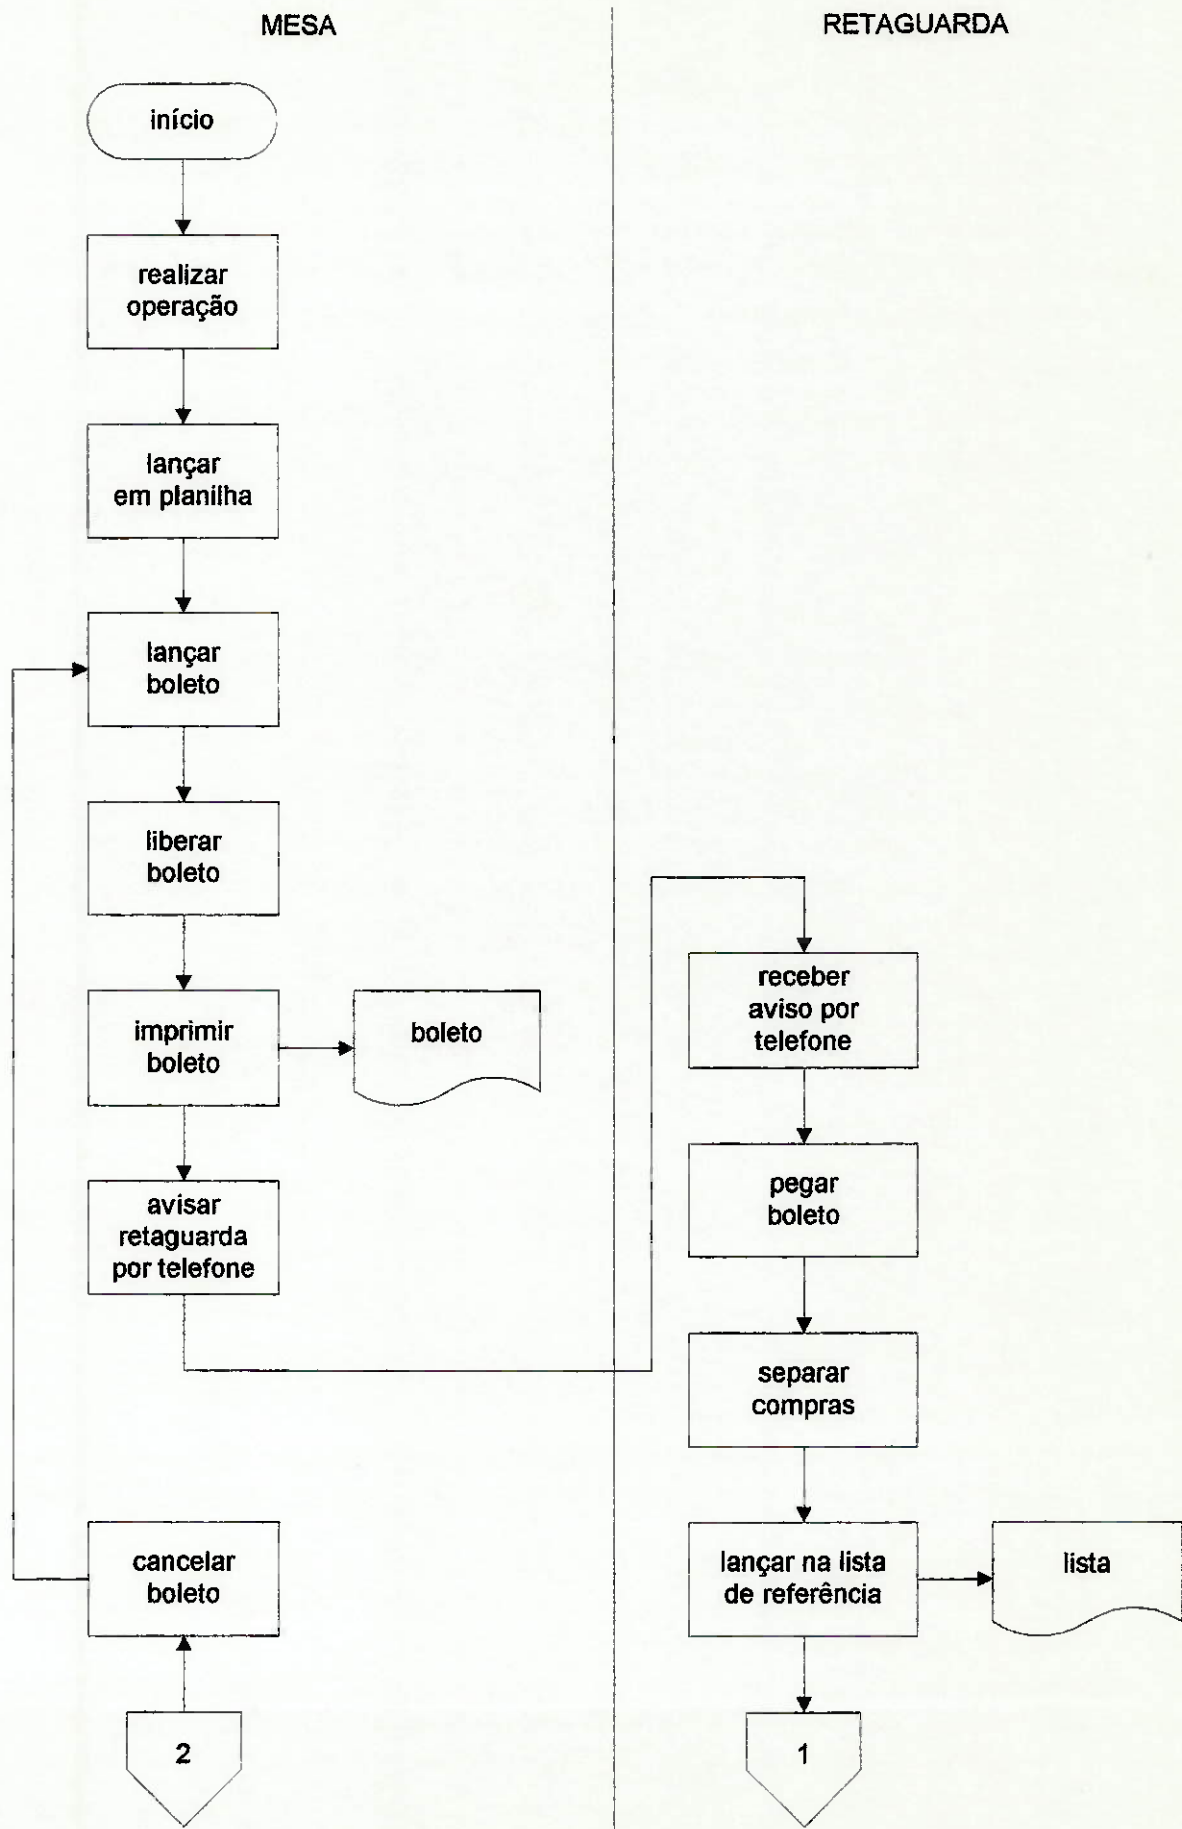 MESA
RETAGUARDA
início
realizar
operação
lançar
em planilha
lançar
boleto
liberar
boleto
imprimir
boleto
boleto
avisar
retaguarda
por telefone
receber
aviso por
telefone
pegar
boleto
separar
compras
cancelar
boleto
lançar na lista
de referência
lista
2
1